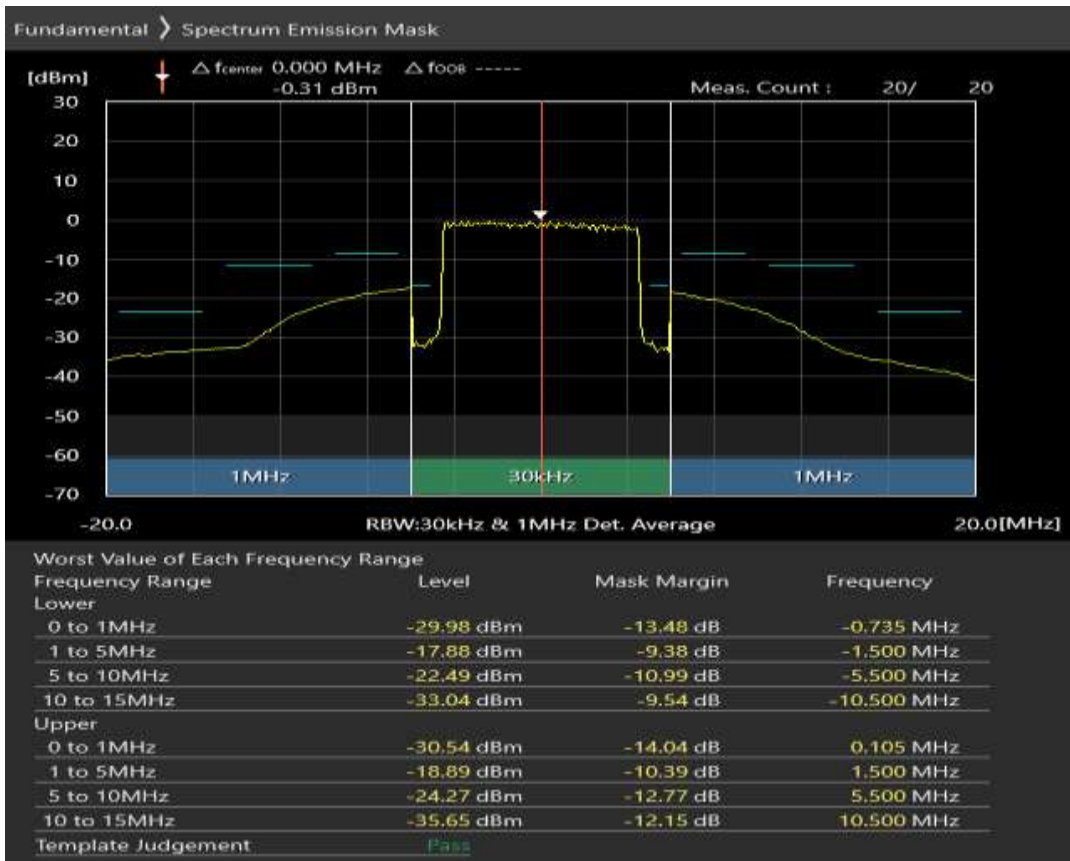 Fundamental 〉 Spectrum Emission Mask
[dBm]
△ fcenter 0.000 MHz △ fOOB -----
-0.31 dBm
Meas. Count : 20/ 20
30
20
10
0
-10
-20
-30
-40
-50
-60
-70
1MHz 30kHz 1MHz
-20.0 RBW:30kHz & 1MHz Det. Average 20.0[MHz]
Worst Value of Each Frequency Range
Frequency Range Level Mask Margin Frequency
Lower
0 to 1MHz -29.98 dBm -13.48 dB -0.735 MHz
1 to 5MHz -17.88 dBm -9.38 dB -1.500 MHz
5 to 10MHz -22.49 dBm -10.99 dB -5.500 MHz
10 to 15MHz -33.04 dBm -9.54 dB -10.500 MHz
Upper
0 to 1MHz -30.54 dBm -14.04 dB 0.105 MHz
1 to 5MHz -18.89 dBm -10.39 dB 1.500 MHz
5 to 10MHz -24.27 dBm -12.77 dB 5.500 MHz
10 to 15MHz -35.65 dBm -12.15 dB 10.500 MHz
Template Judgement Pass